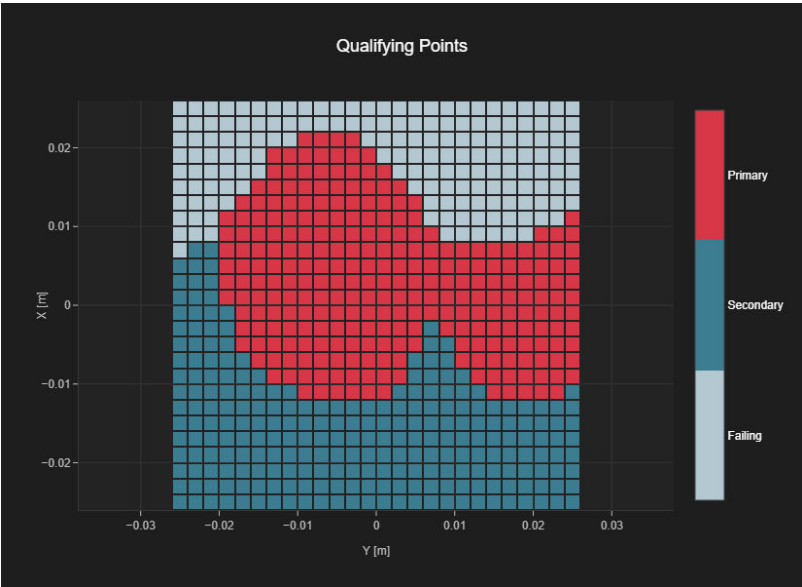 Qualifying Points
0.02
0.01
0
−0.01
−0.02
X [m]
−0.03
−0.02
−0.01
0
0.01
0.02
0.03
Y [m]
Primary
Secondary
Failing